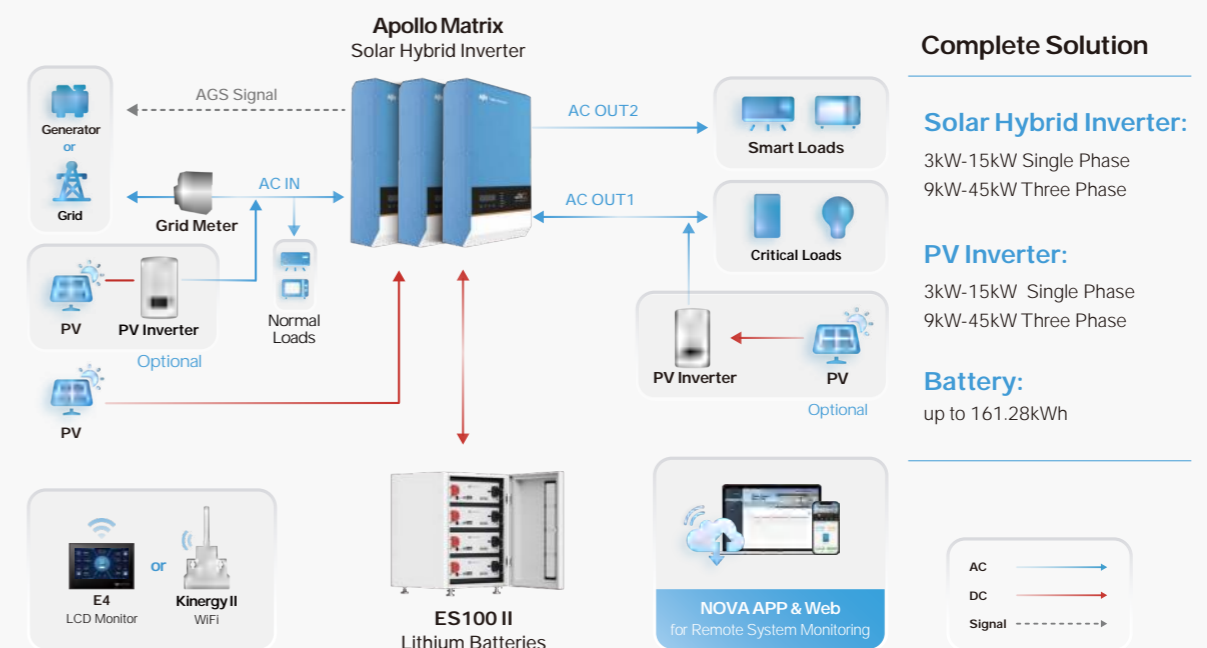 Apollo Matrix
Solar Hybrid Inverter
AGS Signal
Generator
or
Grid
Grid Meter
AC IN
AC OUT2
Smart Loads
AC OUT1
Critical Loads
PV
PV Inverter
Optional
Normal
Loads
PV
PV Inverter
PV
Optional
E4
LCD Monitor
or
Kinergy II
WiFi
ES100 II
Lithium Batteries
NOVA APP & Web
for Remote System Monitoring
Complete Solution
Solar Hybrid Inverter:
3kW-15kW Single Phase
9kW-45kW Three Phase
PV Inverter:
3kW-15kW Single Phase
9kW-45kW Three Phase
Battery:
up to 161.28kWh
AC
DC
Signal